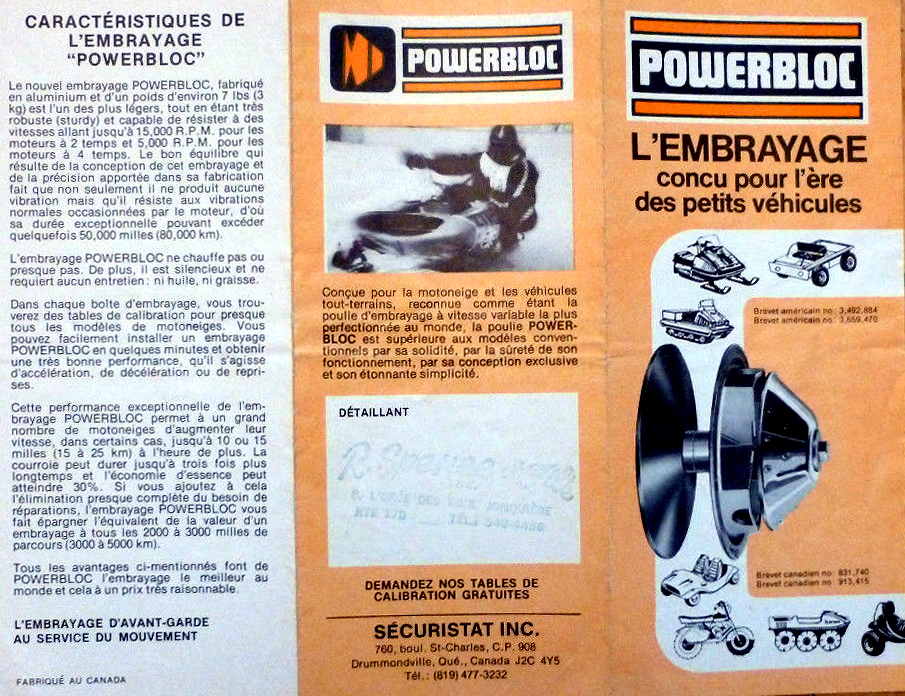 CARACTÉRISTIQUES DE
L'EMBRAYAGE
"POWERBLOC"
Le nouvel embrayage POWERBLOC, fabriqué
en aluminium et d'un poids d'environ 7 lbs (3
kg) est l'un des plus légers, tout en étant très
robuste (sturdy) et capable de résister à des
vitesses allant jusqu'à 15,000 R.P.M. pour les
moteurs à 2 temps et 5,000 R.P.M. pour les
moteurs à 4 temps. Le bon équilibre qui
résulte de la conception de cet embrayage et
de la précision apportée dans sa fabrication
fait que non seulement il ne produit aucune
vibration mais qu'il résiste aux vibrations
normales occasionnées par le moteur, d'où
sa durée exceptionnelle pouvant excéder
quelquefois 50,000 milles (80,000 km).
L'embrayage POWERBLOC ne chauffe pas ou
presque pas. De plus, il est silencieux et ne
requiert aucun entretien: ni huile, ni graisse.
Dans chaque boîte d'embrayage, vous trou-
verez des tables de calibration pour presque
tous les modèles de motoneiges. Vous
pouvez facilement installer un embrayage
POWERBLOC en quelques minutes et obtenir
une très bonne performance, qu'il s'agisse
d'accélération, de décélération ou de repri-
ses.
Cette performance exceptionnelle de l'em-
brayage POWERBLOC permet à un grand
nombre de motoneiges d'augmenter leur
vitesse, dans certains cas, jusqu'à 10 ou 15
milles (15 à 25 km) à l'heure de plus. La
courroie peut durer jusqu'à trois fois plus
longtemps et l'économie d'essence peut
atteindre 30%. Si vous ajoutez à cela
l'élimination presque complète du besoin de
réparations, l'embrayage POWERBLOC vous
fait épargner l'équivalent de la valeur d'un
embrayage à tous les 2000 à 3000 milles de
parcours (3000 à 5000 km).
Tous les avantages ci-mentionnés font de
POWERBLOC l'embrayage le meilleur au
monde et cela à un prix très raisonnable.
L'EMBRAYAGE D'AVANT-GARDE
AU SERVICE DU MOUVEMENT
FABRIQUÉ AU CANADA
POWERBLOC
Conçue pour la motoneige et les véhicules
tout-terrains, reconnue comme étant la
poulie d'embrayage à vitesse variable la plus
perfectionnée au monde, la poulie POWER-
BLOC est supérieure aux modèles conven-
tionnels par sa solidité, par la sûreté de son
fonctionnement, par sa conception exclusive
et son étonnante simplicité.
DÉTAILLANT
DES BOIS, JONQUIÈRE
RTE 170 TÉL.:
DEMANDEZ NOS TABLES DE
CALIBRATION GRATUITES
SÉCURISTAT INC.
760, boul. St-Charles, C.P. 908
Drummondville, Qué., Canada J2C 4Y5
Tél.: (819) 477-3232
POWERBLOC
L'EMBRAYAGE
concu pour l'ère
des petits véhicules
Brevet américain no: 3,492,884
Brevet américain no: 3,659,470
Brevet canadien no: 831,740
Brevet canadien no: 913,415